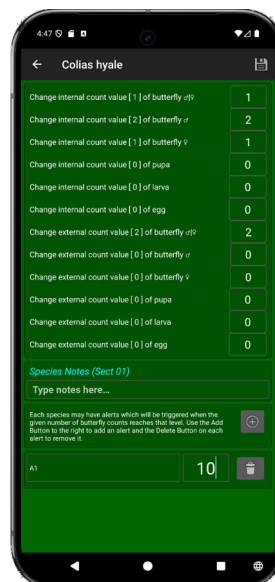 4:47
Colias hyale
Change internal count value [ 1 ] of butterfly ♂|♀ 1
Change internal count value [ 2 ] of butterfly ♂ 2
Change internal count value [ 1 ] of butterfly ♀ 1
Change internal count value [ 0 ] of pupa 0
Change internal count value [ 0 ] of larva 0
Change internal count value [ 0 ] of egg 0
Change external count value [ 2 ] of butterfly ♂|♀ 2
Change external count value [ 0 ] of butterfly ♂ 0
Change external count value [ 0 ] of butterfly ♀ 0
Change external count value [ 0 ] of pupa 0
Change external count value [ 0 ] of larva 0
Change external count value [ 0 ] of egg 0
Species Notes (Sect 01)
Type notes here...
Each species may have alerts which will be triggered when the
given number of butterfly counts reaches that level. Use the Add
Button to the right to add an alert and the Delete Button on each
alert to remove it.
A1 10